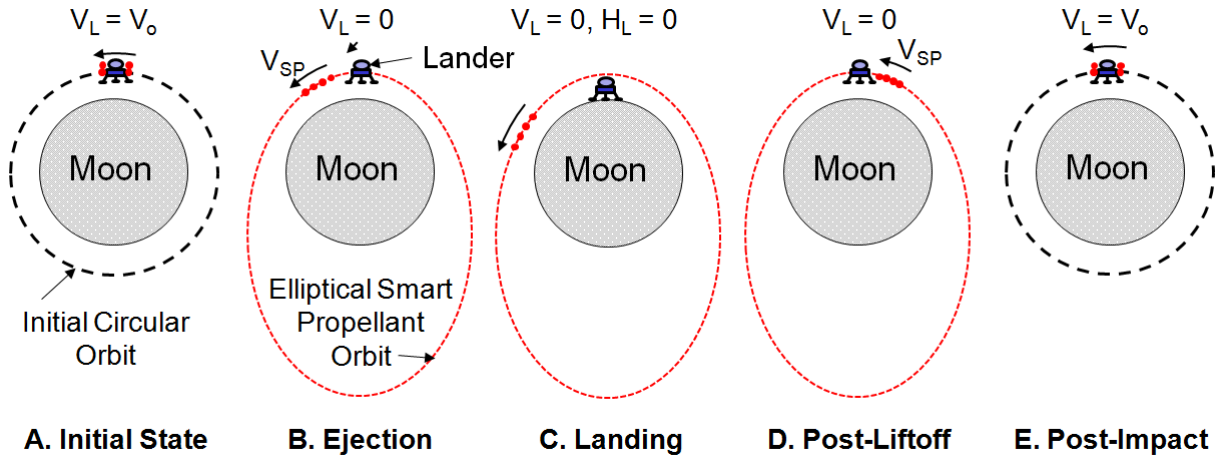 V_L = V_o
Moon
Initial Circular
Orbit
A. Initial State
V_L = 0
V_SP
Lander
Moon
Elliptical Smart
Propellant
Orbit
B. Ejection
V_L = 0, H_L = 0
Moon
C. Landing
V_L = 0
V_SP
Moon
D. Post-Liftoff
V_L = V_o
Moon
E. Post-Impact